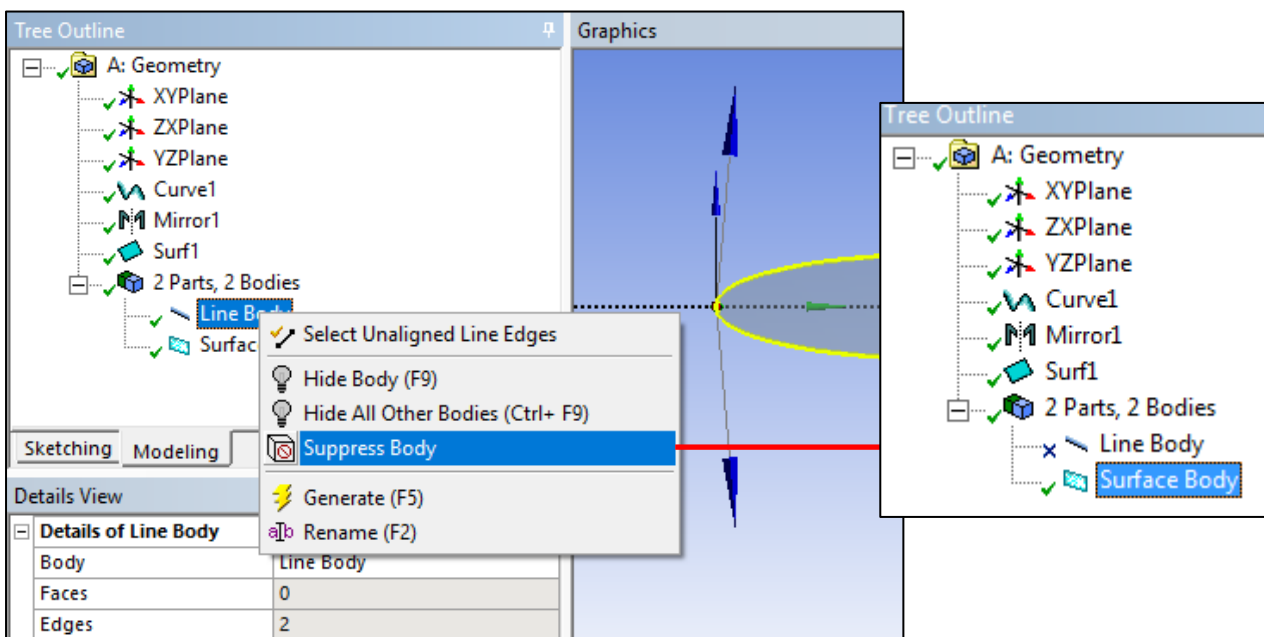 Tree Outline
A: Geometry
XYPlane
ZXPlane
YZPlane
Curve1
Mirror1
Surf1
2 Parts, 2 Bodies
Line Bo
Surfac
Select Unaligned Line Edges
Hide Body (F9)
Hide All Other Bodies (Ctrl+ F9)
Suppress Body
Generate (F5)
Rename (F2)
Sketching Modeling
Details View
Details of Line Body
Body Line Body
Faces 0
Edges 2
Graphics
Tree Outline
A: Geometry
XYPlane
ZXPlane
YZPlane
Curve1
Mirror1
Surf1
2 Parts, 2 Bodies
Line Body
Surface Body